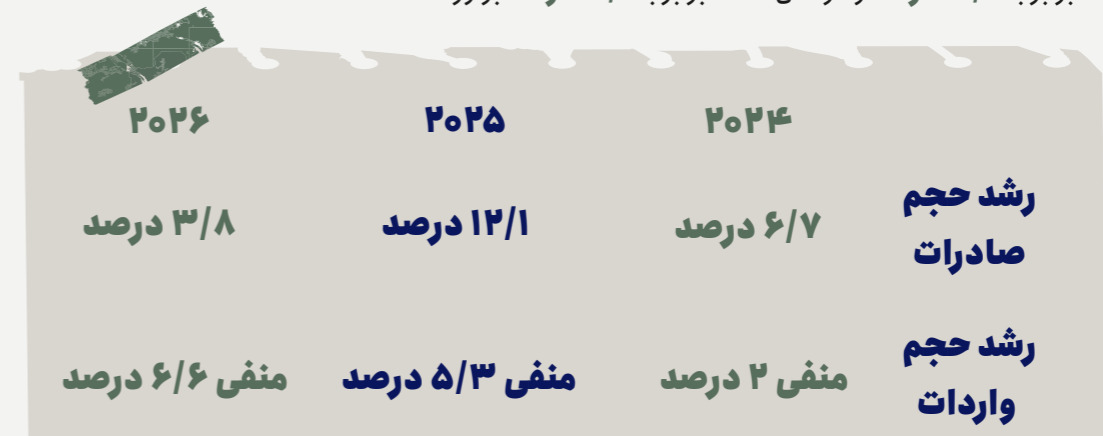 ۲۰۲۴ ۲۰۲۵ ۲۰۲۶
رشد حجم
صادرات
۶/۷ درصد ۱۲/۱ درصد ۳/۸ درصد
رشد حجم
واردات
منفی ۲ درصد منفی ۵/۳ درصد منفی ۶/۶ درصد